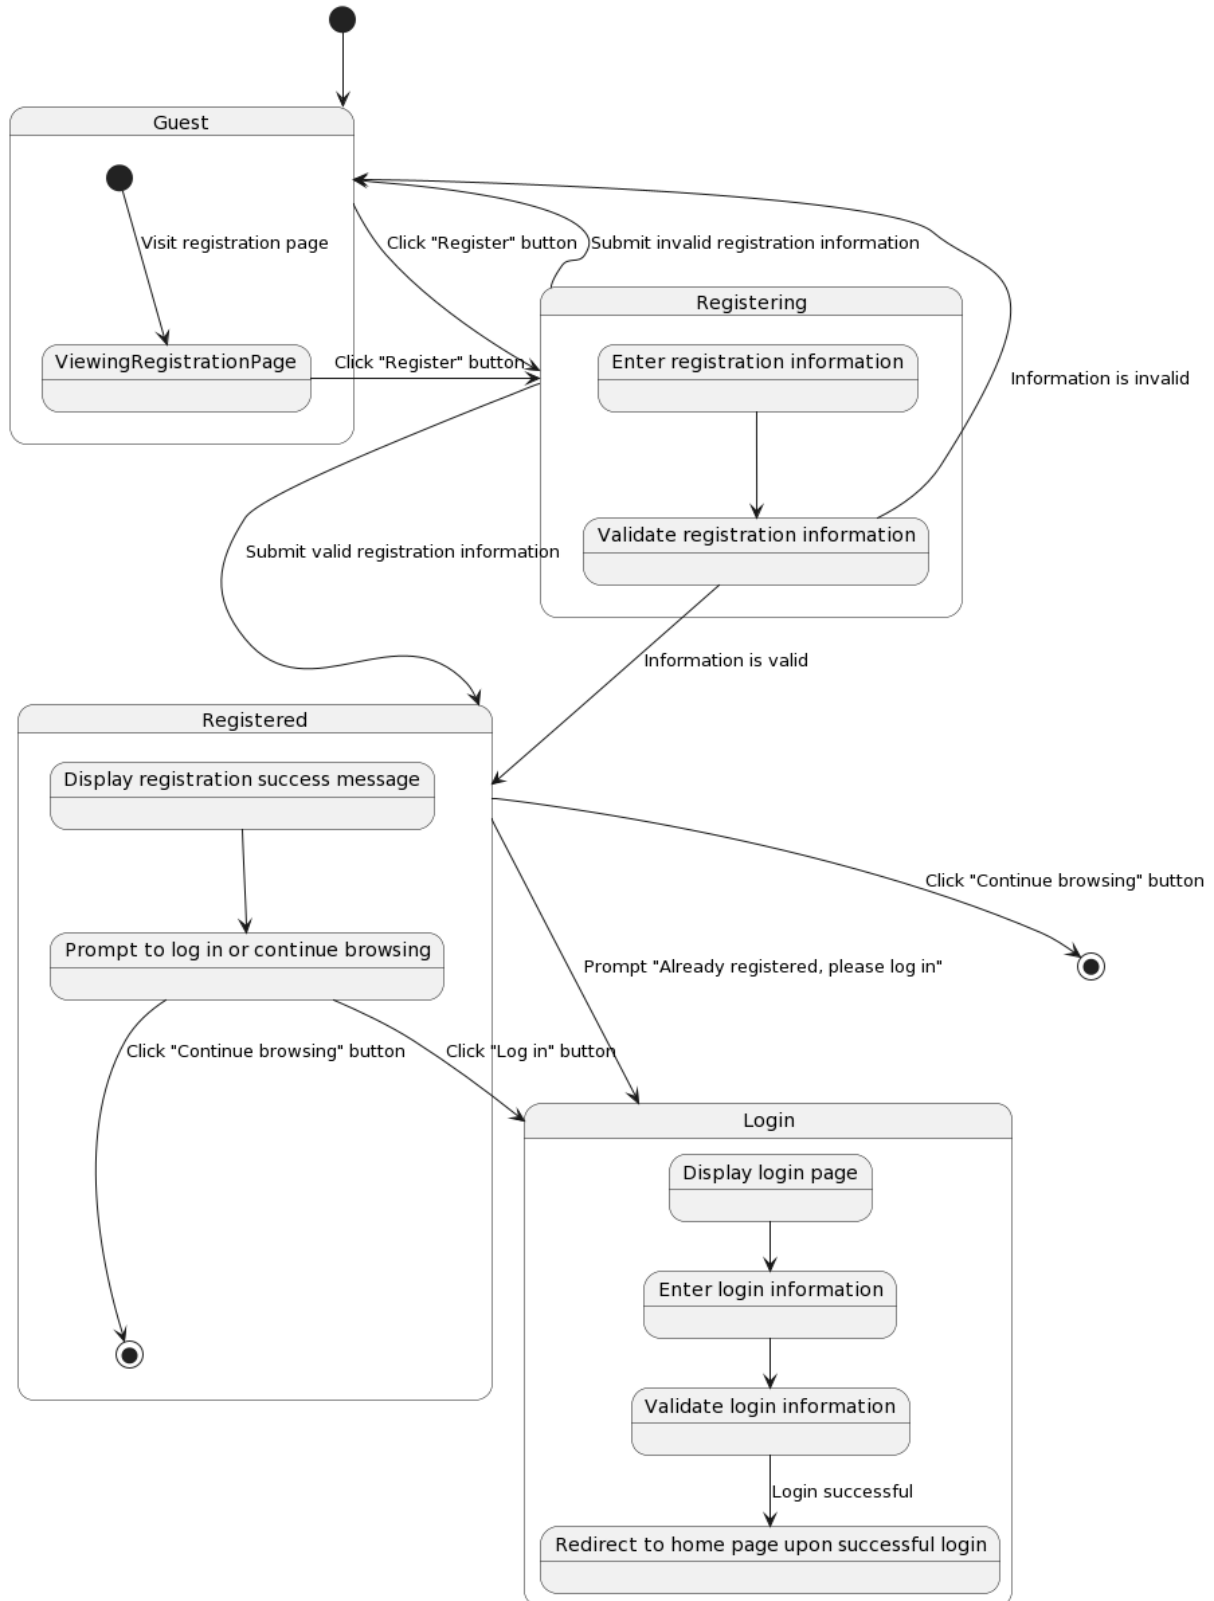 Guest
Visit registration page
Click "Register" button
Submit invalid registration information
Registering
ViewingRegistrationPage
Click "Register" button
Enter registration information
Information is invalid
Validate registration information
Submit valid registration information
Information is valid
Registered
Display registration success message
Click "Continue browsing" button
Prompt to log in or continue browsing
Prompt "Already registered, please log in"
Click "Continue browsing" button
Click "Log in" button
Login
Display login page
Enter login information
Validate login information
Login successful
Redirect to home page upon successful login